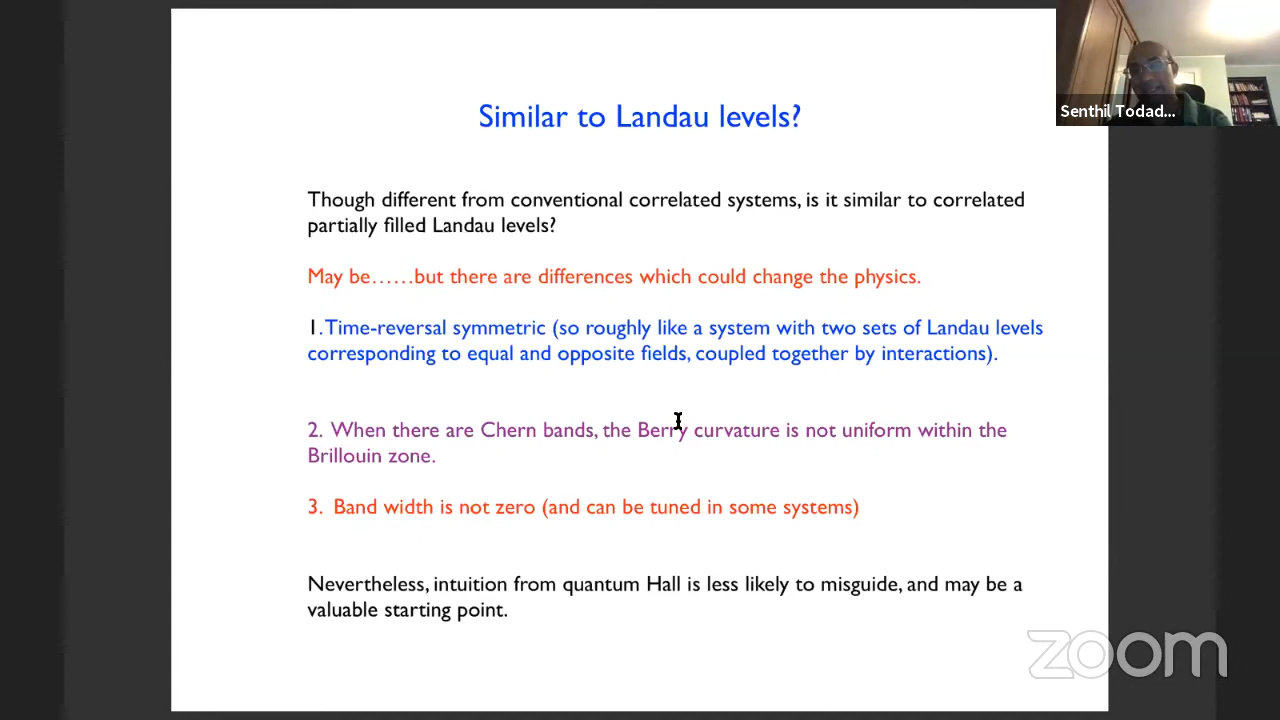 Similar to Landau levels?
Senthil Todad...
Though different from conventional correlated systems, is it similar to correlated
partially filled Landau levels?
May be......but there are differences which could change the physics.
1. Time-reversal symmetric (so roughly like a system with two sets of Landau levels
corresponding to equal and opposite fields, coupled together by interactions).
2. When there are Chern bands, the Berry curvature is not uniform within the
Brillouin zone.
3. Band width is not zero (and can be tuned in some systems)
Nevertheless, intuition from quantum Hall is less likely to misguide, and may be a
valuable starting point.
zoom